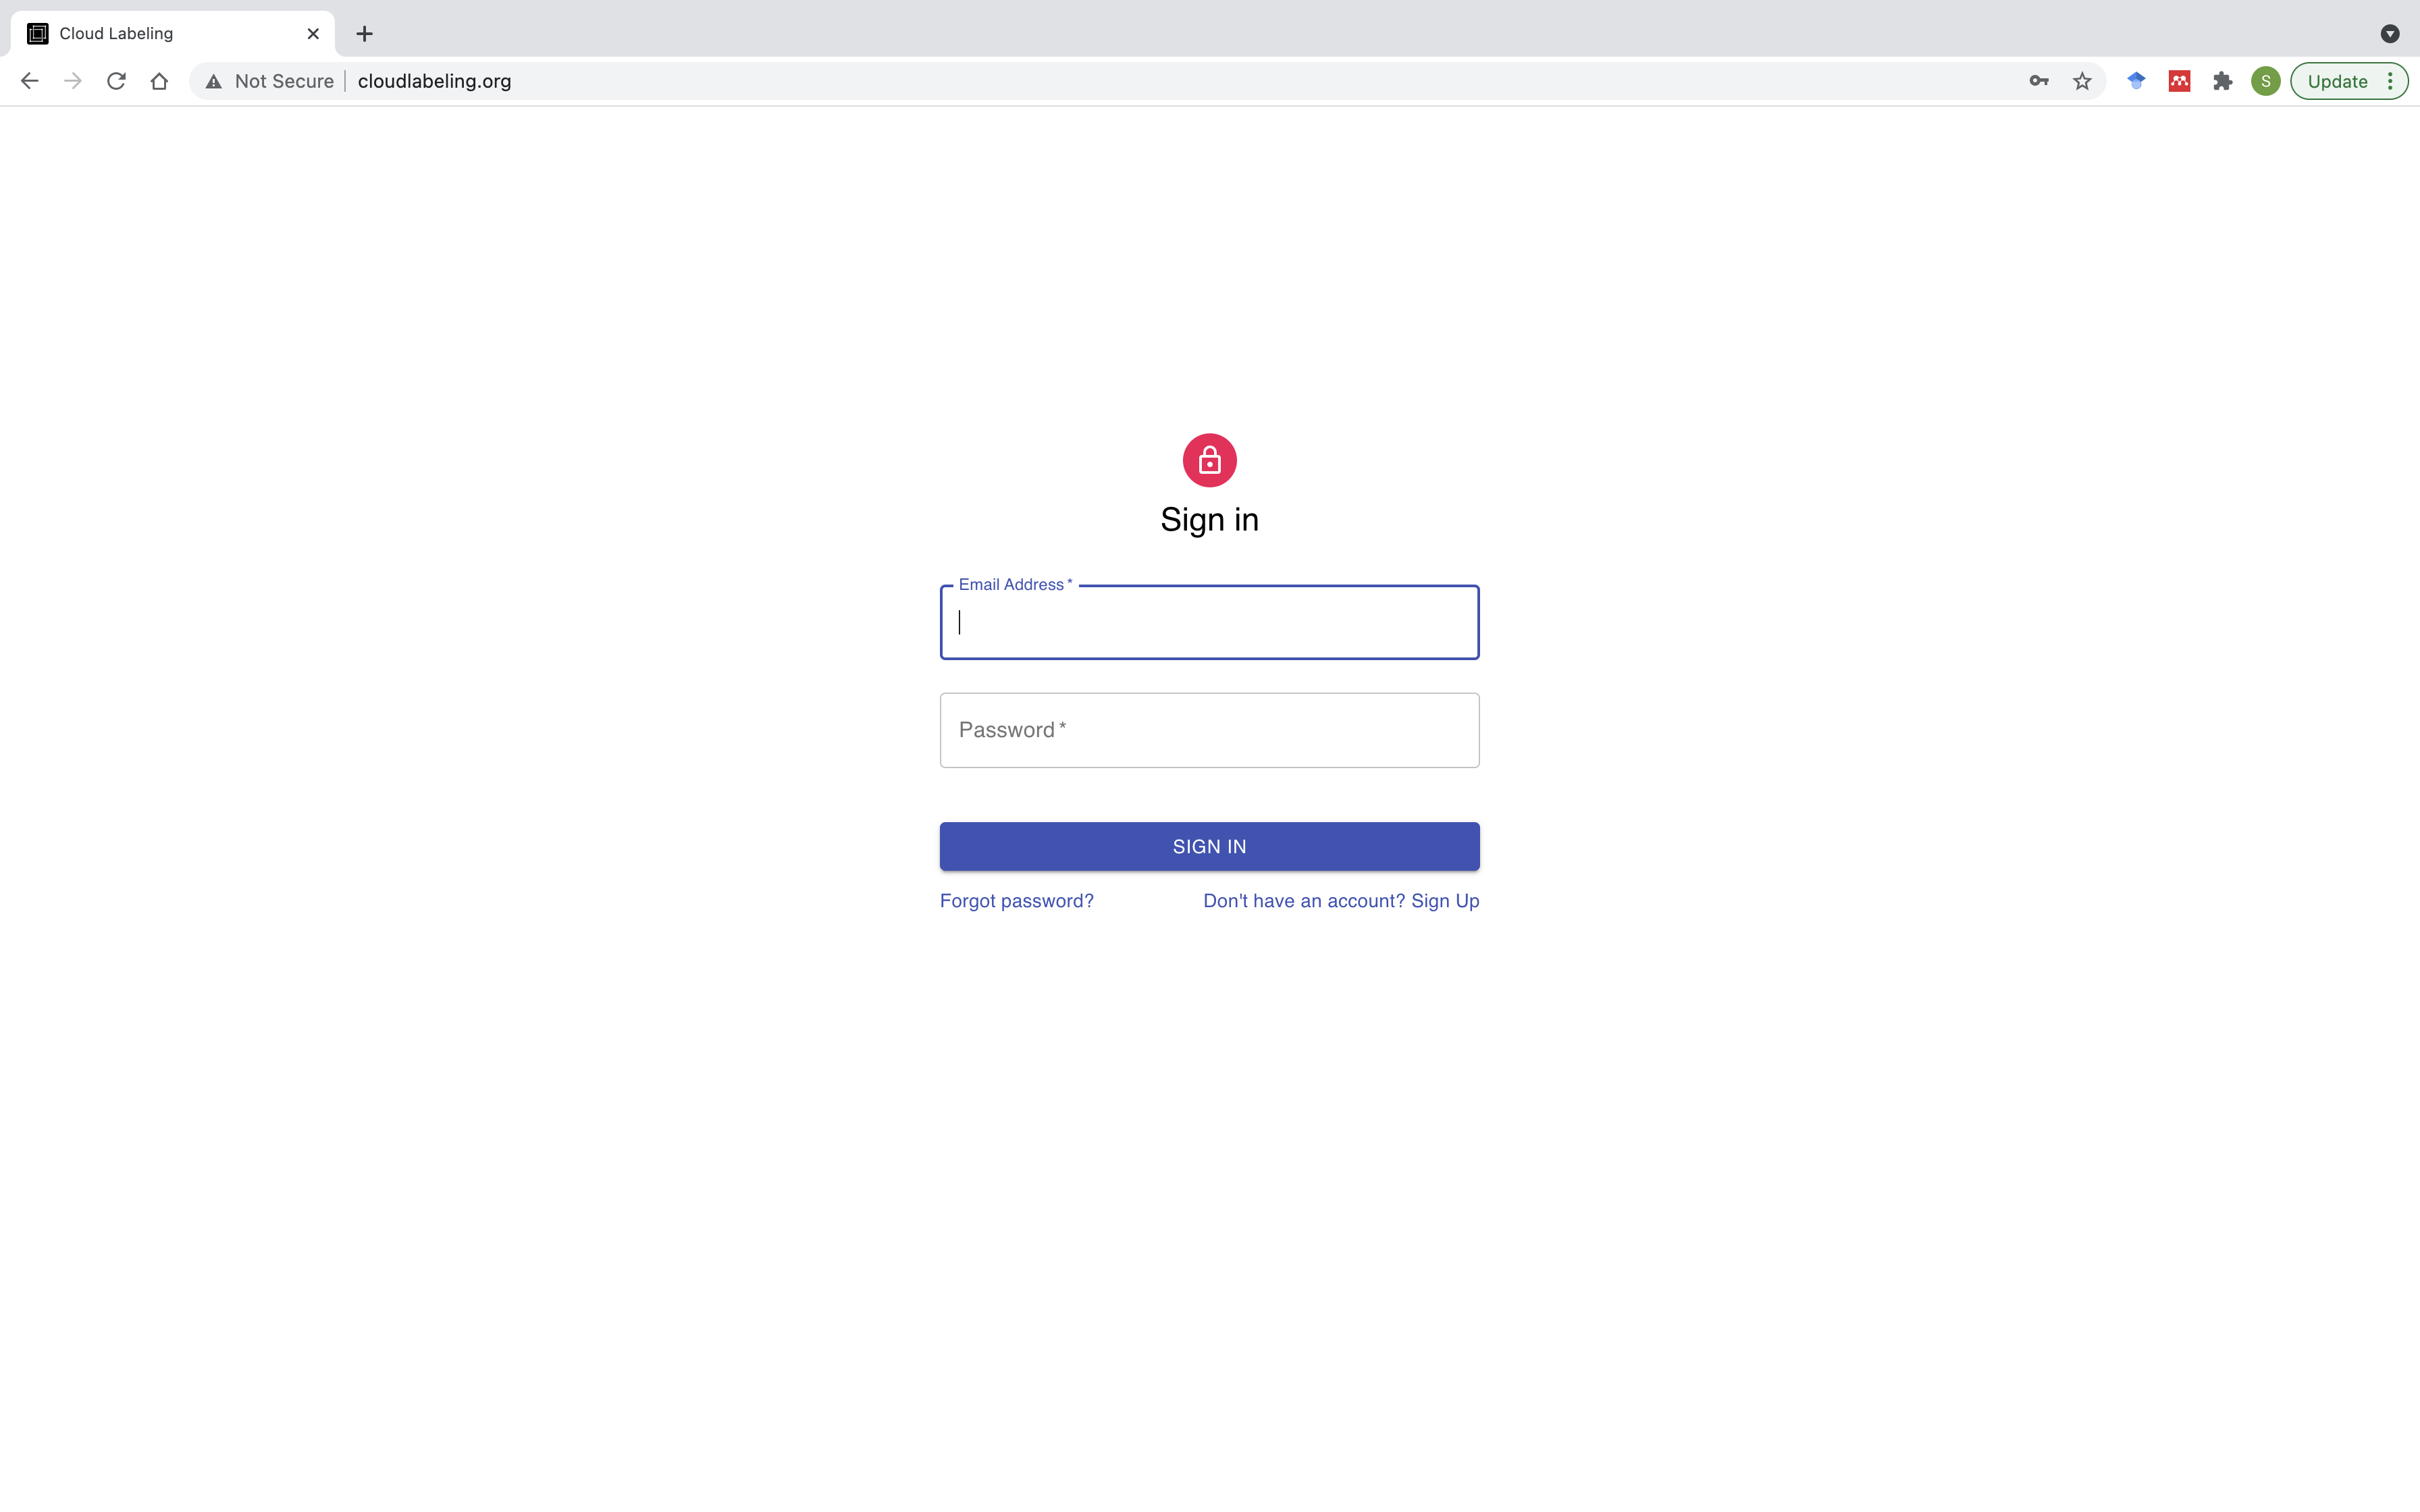 Cloud Labeling
Not Secure cloudlabeling.org
S
Update
Sign in
Email Address *
Password *
SIGN IN
Forgot password? Don't have an account? Sign Up